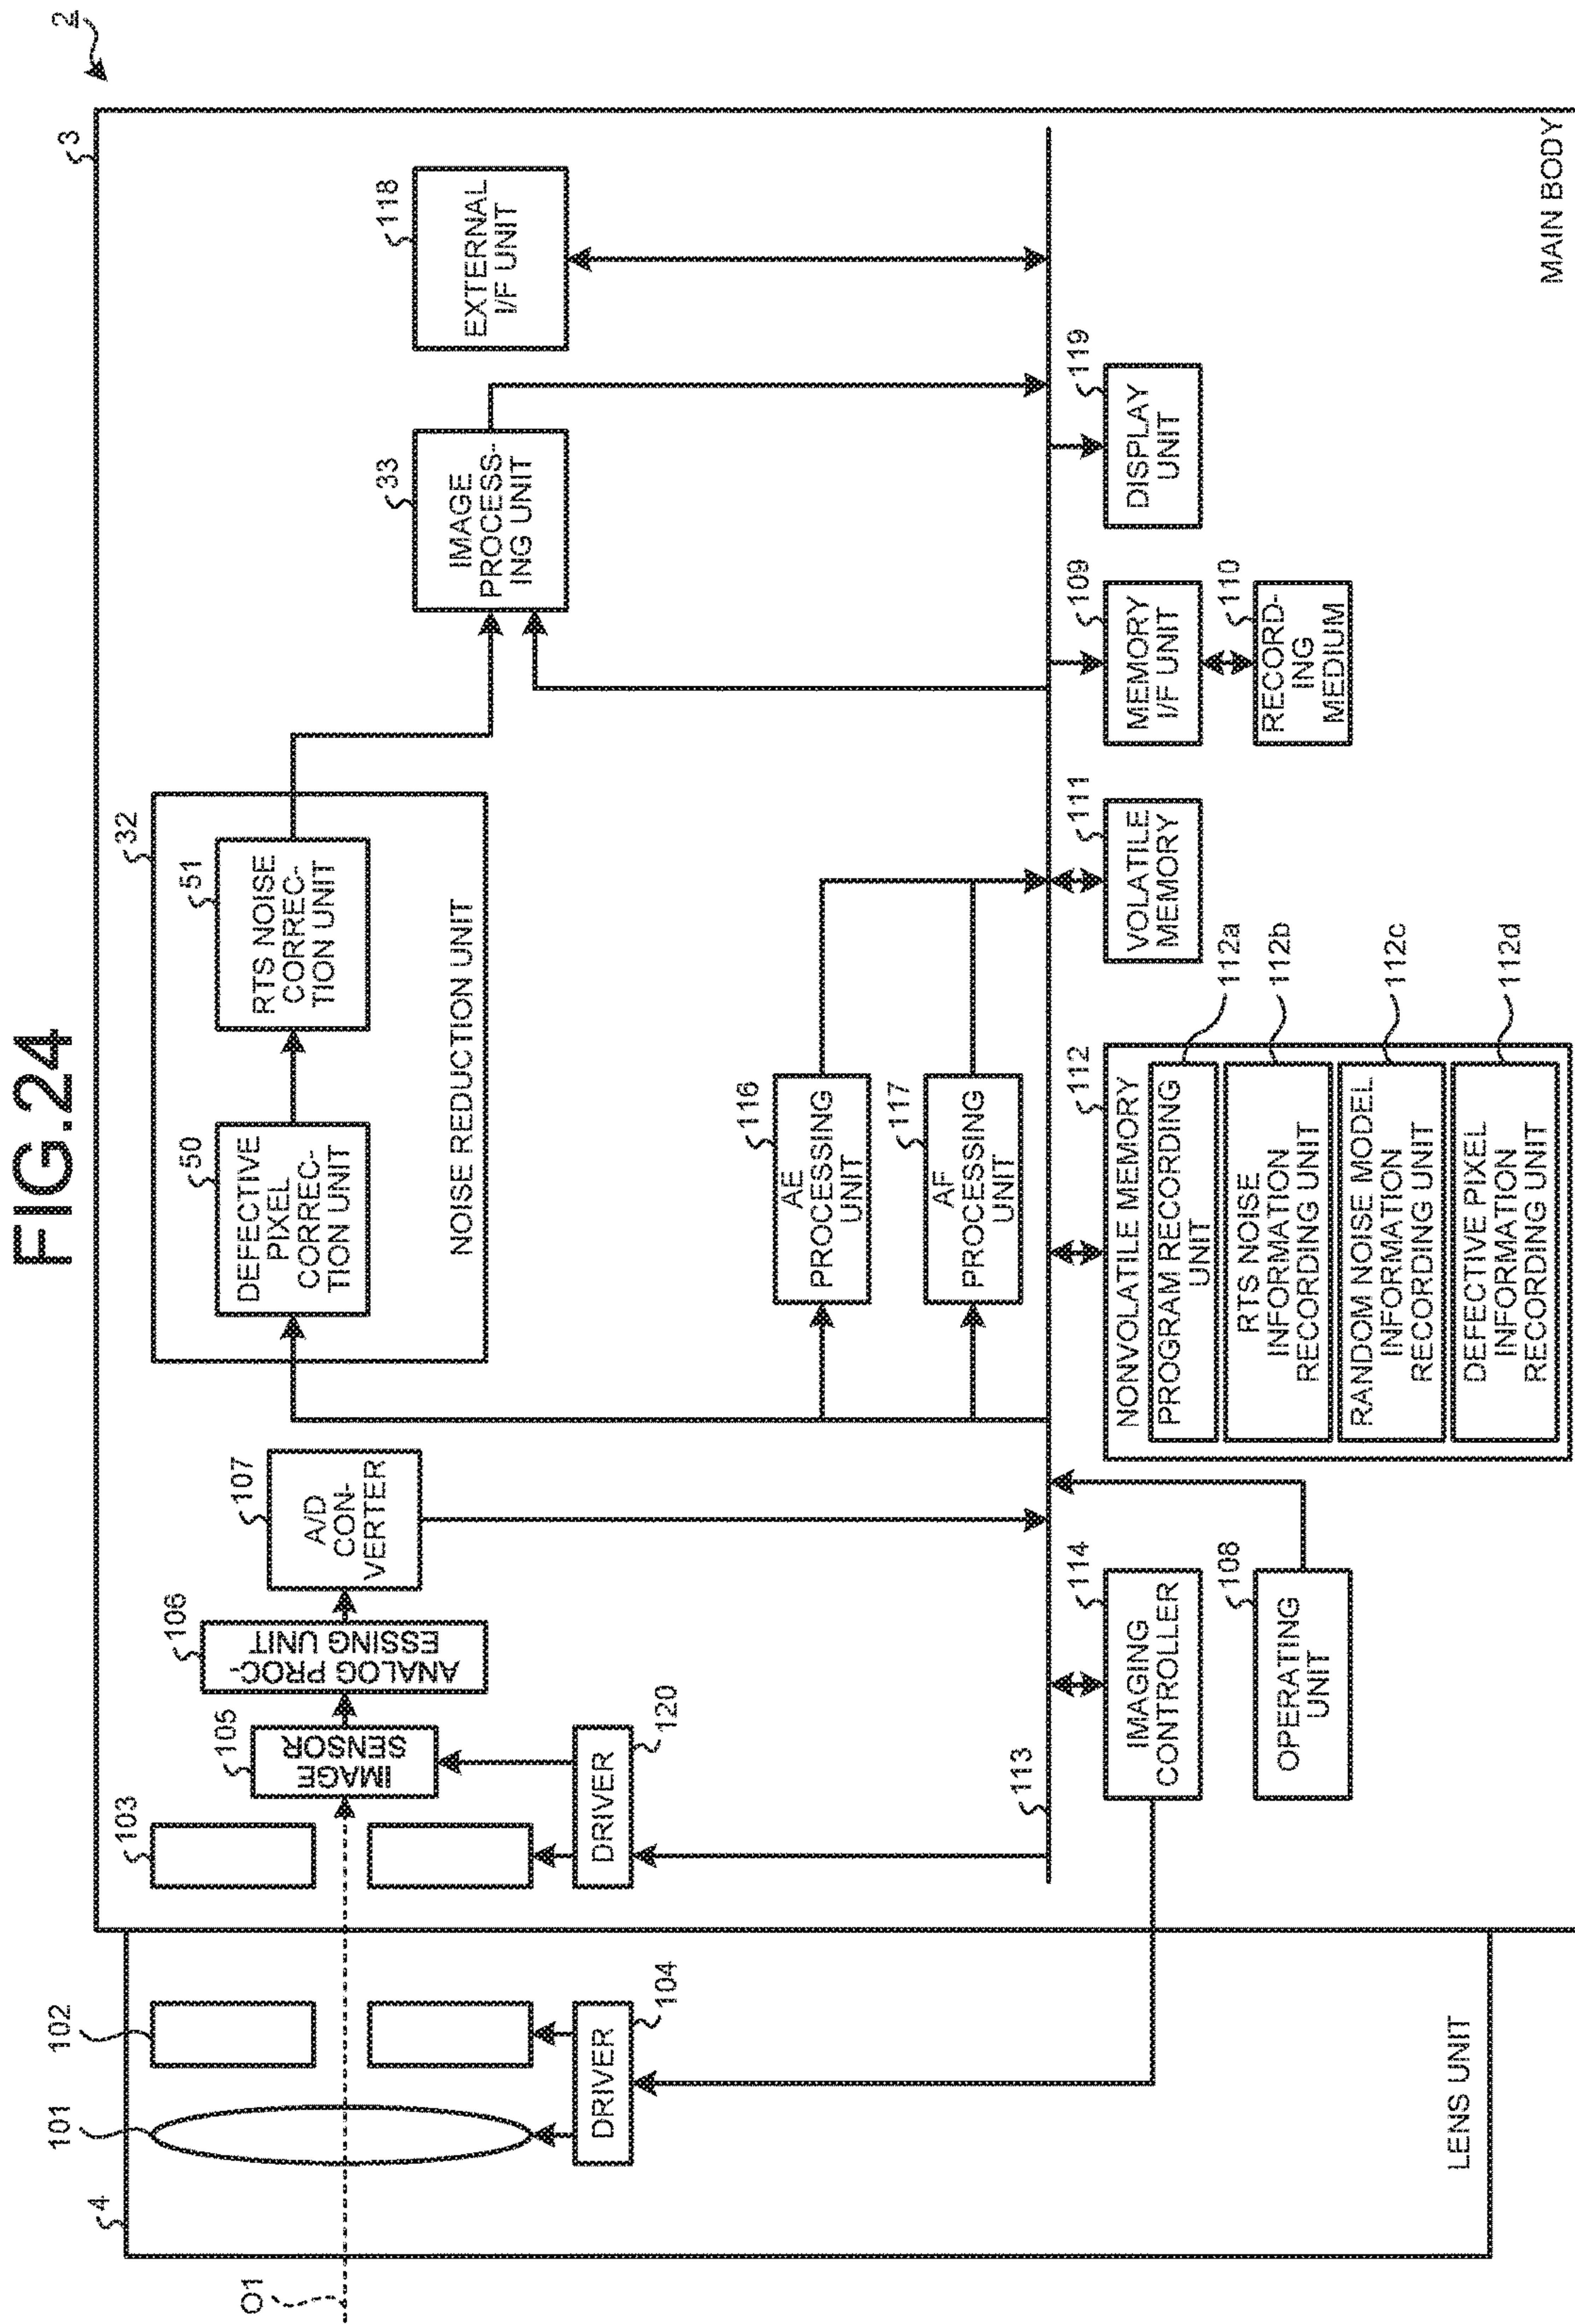 FIG.24
2
3
4
O1
101
102
DRIVER
104
LENS UNIT
103
105
IMAGE
SENSOR
106
ANALOG PROC-
ESSING UNIT
107
A/D
CON-
VERTER
DRIVER
120
32
50
DEFECTIVE
PIXEL
CORREC-
TION UNIT
51
RTS NOISE
CORREC-
TION UNIT
NOISE REDUCTION UNIT
33
IMAGE
PROCESS-
ING UNIT
118
EXTERNAL
I/F UNIT
116
AE
PROCESSING
UNIT
117
AF
PROCESSING
UNIT
113
114
IMAGING
CONTROLLER
108
OPERATING
UNIT
112
NONVOLATILE MEMORY
PROGRAM RECORDING
UNIT
112a
RTS NOISE
INFORMATION
RECORDING UNIT
112b
RANDOM NOISE MODEL
INFORMATION
RECORDING UNIT
112c
DEFECTIVE PIXEL
INFORMATION
RECORDING UNIT
112d
111
VOLATILE
MEMORY
109
MEMORY
I/F UNIT
110
RECORD-
ING
MEDIUM
119
DISPLAY
UNIT
MAIN BODY